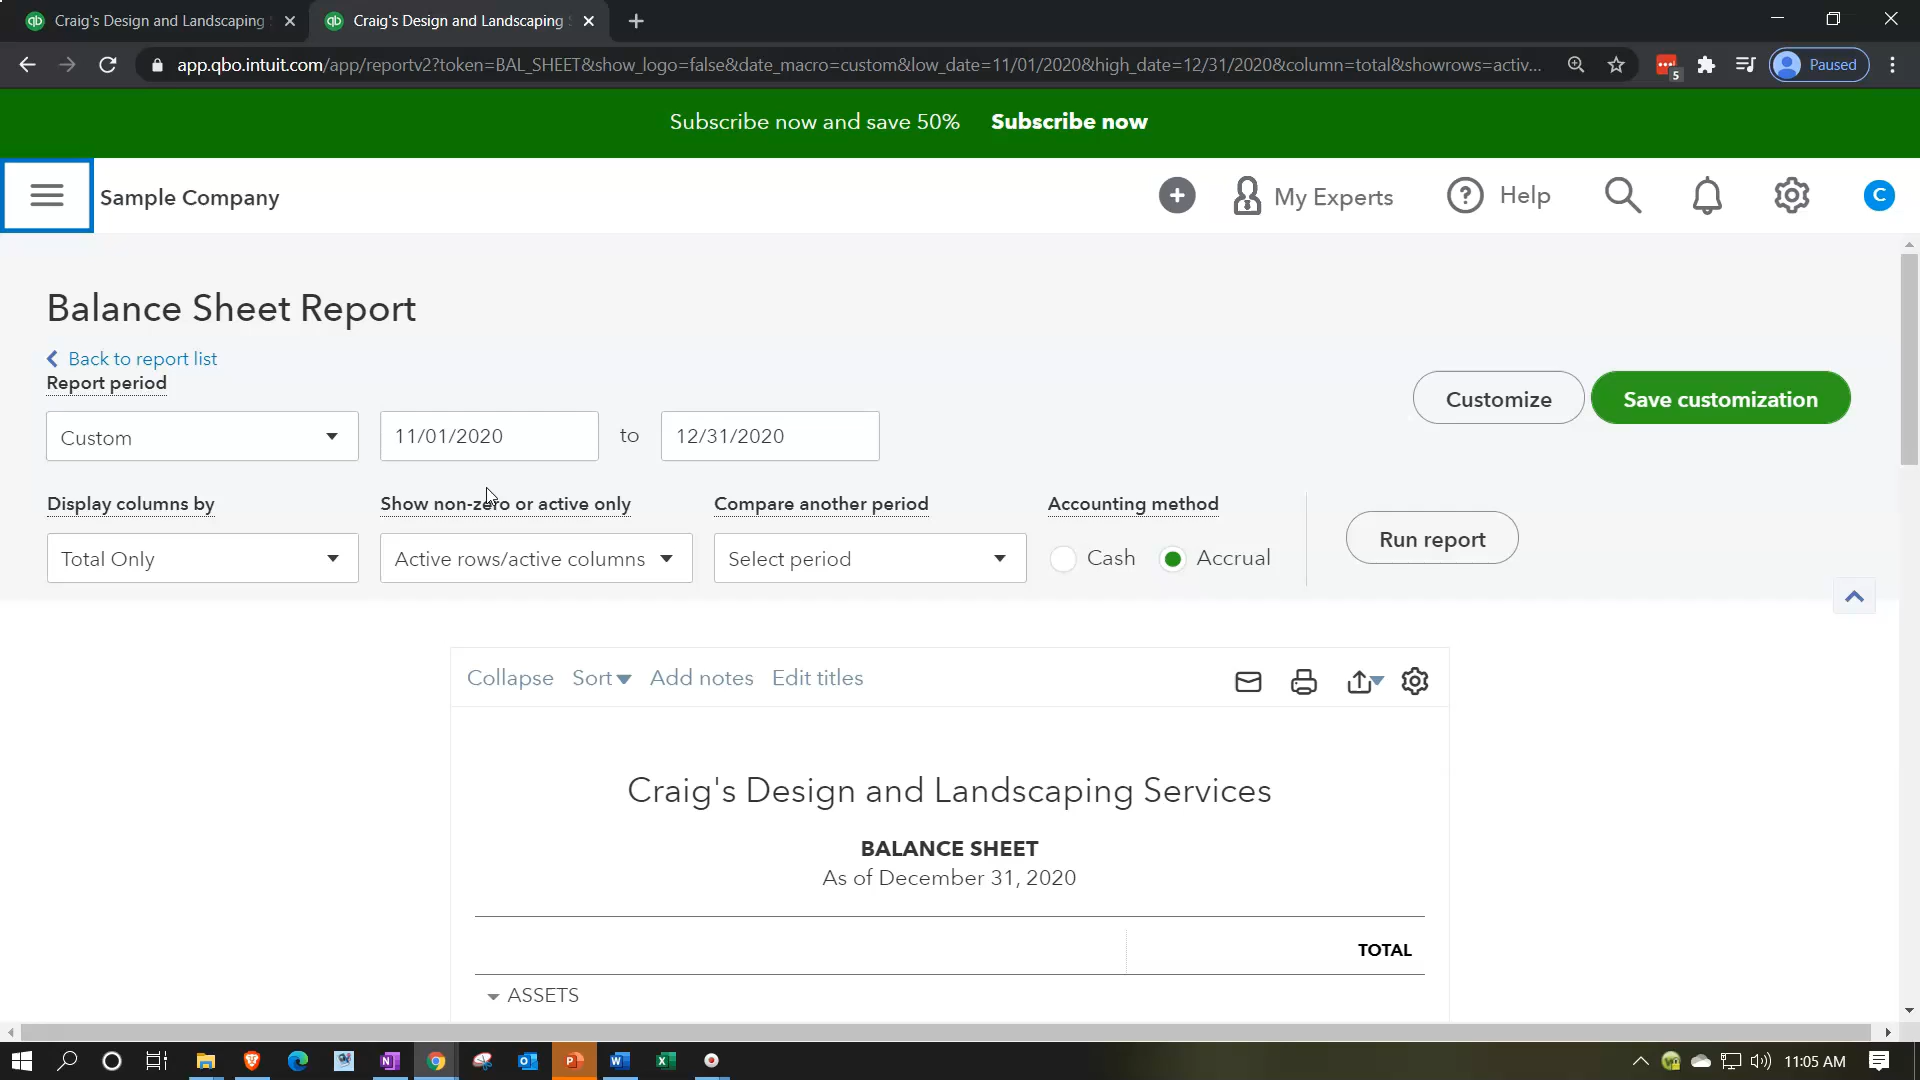 Craig's Design and Landscaping
Craig's Design and Landscaping
app.qbo.intuit.com/app/reportv2?token=BAL_SHEET&show_logo=false&date_macro=custom&low_date=11/01/2020&high_date=12/31/2020&column=total&showrows=activ...
5
Paused
Subscribe now and save 50% Subscribe now
Sample Company
My Experts
Help
C
Balance Sheet Report
Back to report list
Report period
Custom
11/01/2020 to 12/31/2020
Customize
Save customization
Display columns by
Show non-zero or active only
Compare another period
Accounting method
Total Only
Active rows/active columns
Select period
Cash
Accrual
Run report
Collapse Sort Add notes Edit titles
Craig's Design and Landscaping Services
BALANCE SHEET
As of December 31, 2020
TOTAL
ASSETS
11:05 AM